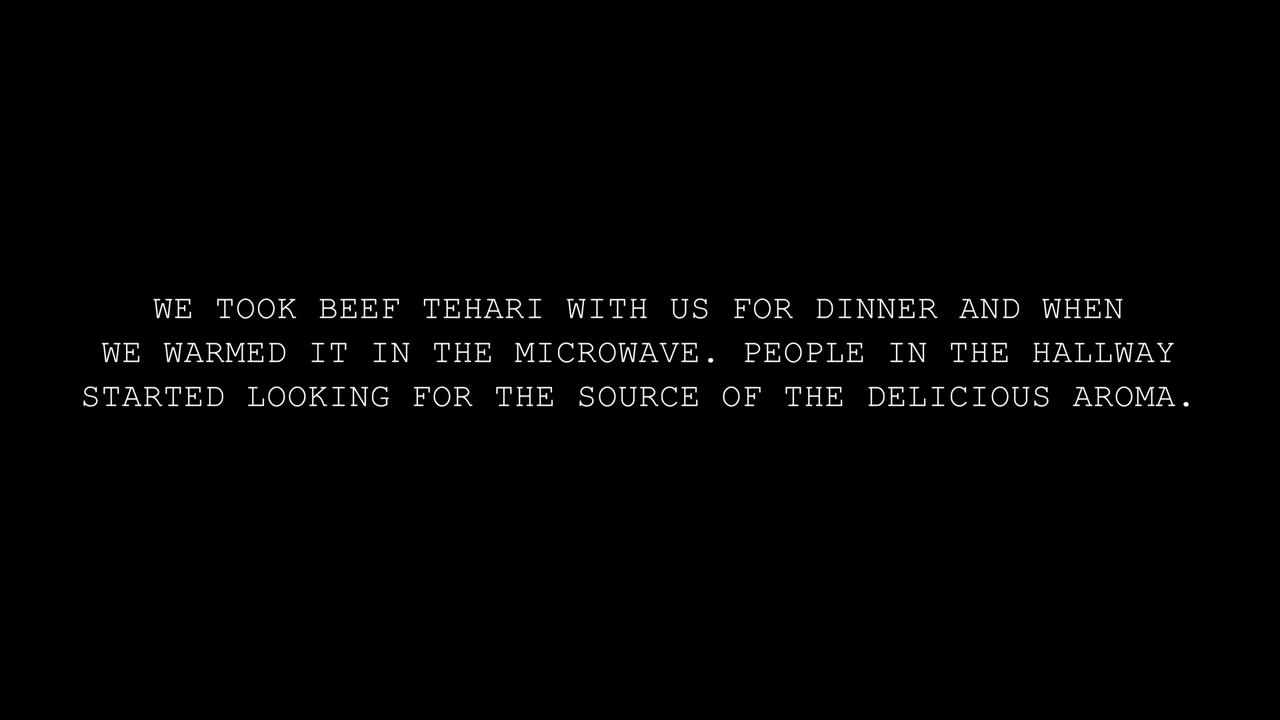 WE TOOK BEEF TEHARI WITH US FOR DINNER AND WHEN
WE WARMED IT IN THE MICROWAVE. PEOPLE IN THE HALLWAY
STARTED LOOKING FOR THE SOURCE OF THE DELICIOUS AROMA.